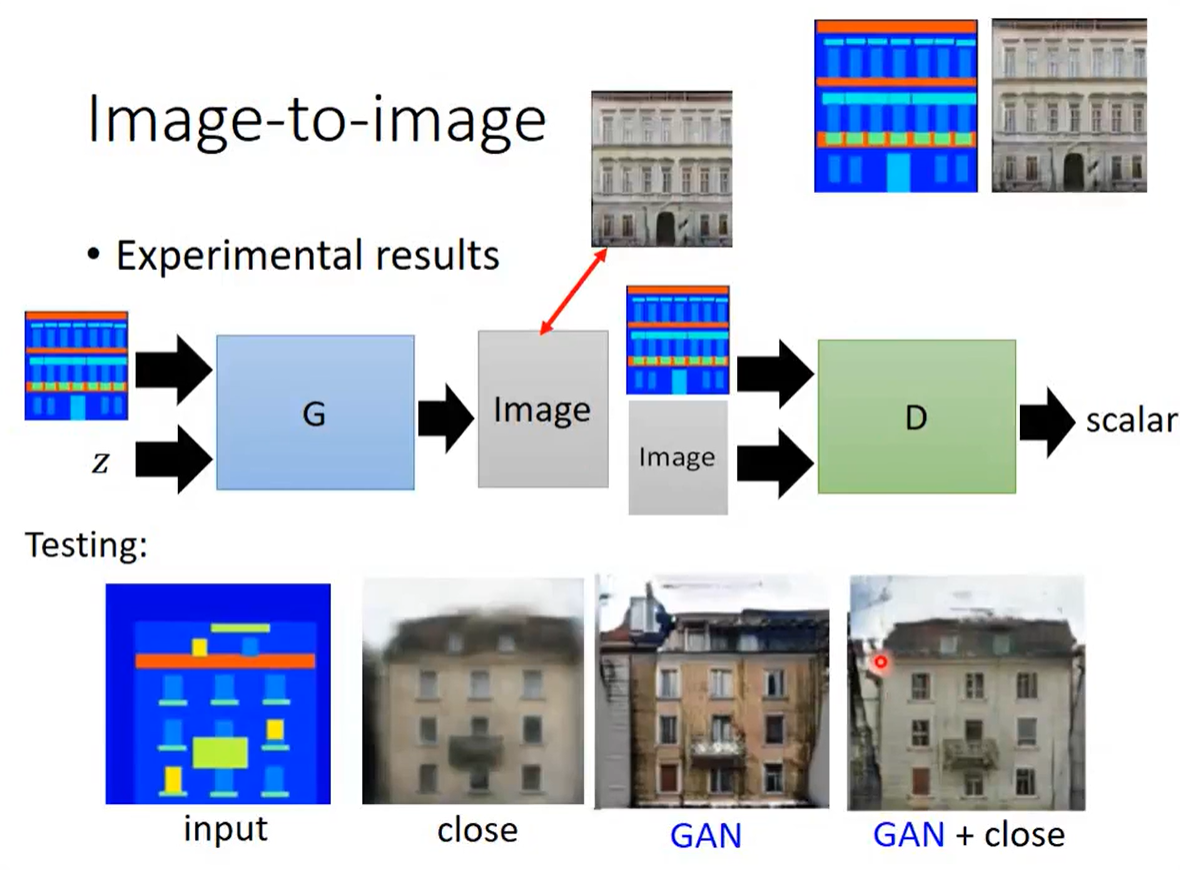 Image-to-image
• Experimental results
G
Image
Image
D
scalar
z
Testing:
input
close
GAN
GAN + close